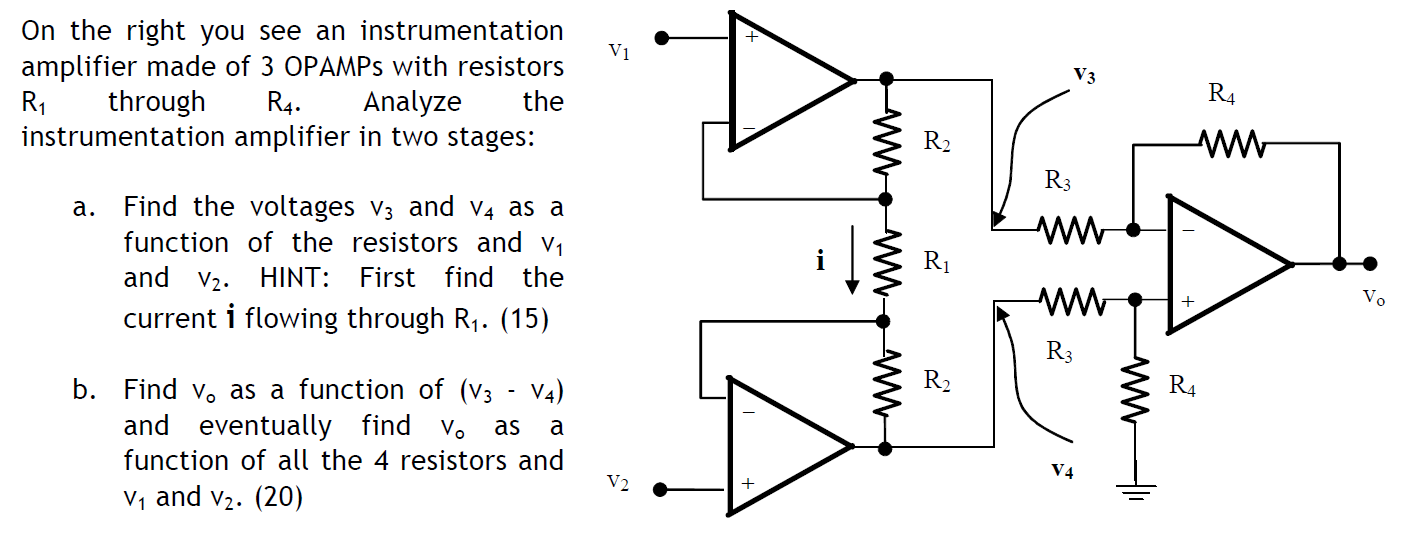 On the right you see an instrumentation
amplifier made of 3 OPAMPs with resistors
R₁ through R₄. Analyze the
instrumentation amplifier in two stages:
a. Find the voltages v₃ and v₄ as a
function of the resistors and v₁
and v₂. HINT: First find the
current i flowing through R₁. (15)
b. Find vₒ as a function of (v₃ - v₄)
and eventually find vₒ as a
function of all the 4 resistors and
v₁ and v₂. (20)
V₁
+
−
R₂
i
R₁
R₂
−
+
V₂
V₃
R₄
R₃
−
+
Vₒ
R₃
R₄
V₄